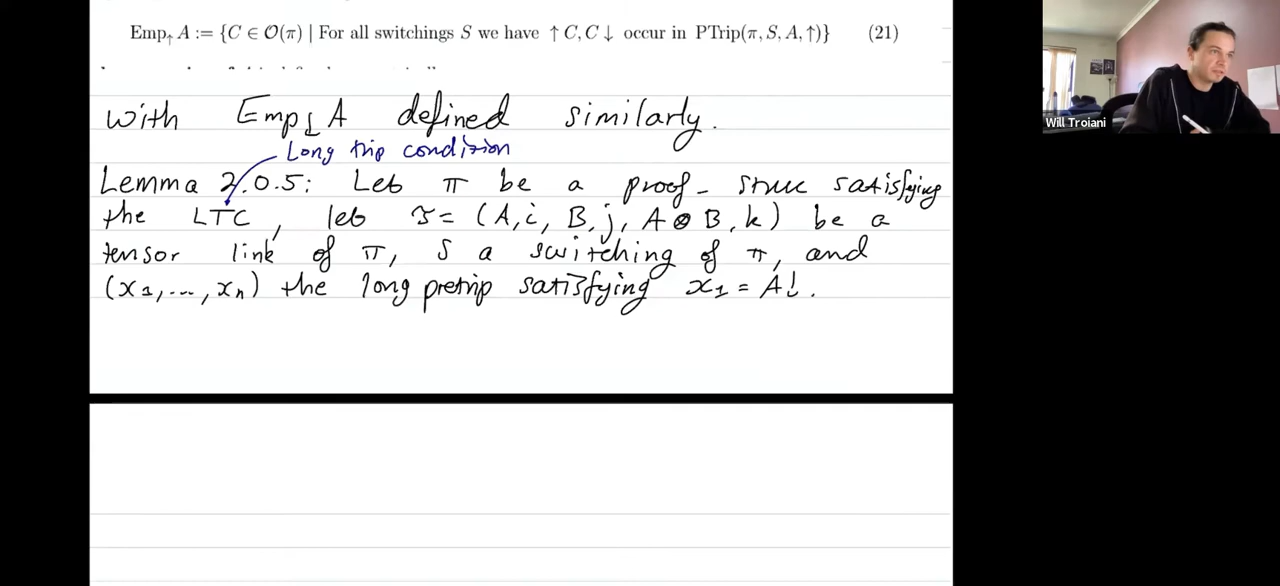 Emp↑ A := {C ∈ O(π) | For all switchings S we have ↑ C, C ↓ occur in PTrip(π, S, A, ↑)} (21)
with Emp↓ A defined similarly.
Long trip condition
Lemma 2.0.5: Let π be a proof-struc satisfying
the LTC, let τ = (A, i, B, j, A ⊗ B, k) be a
tensor link of π, S a switching of π, and
(x1, ..., xn) the long pretrip satisfying x1 = A↓.
Will Troiani